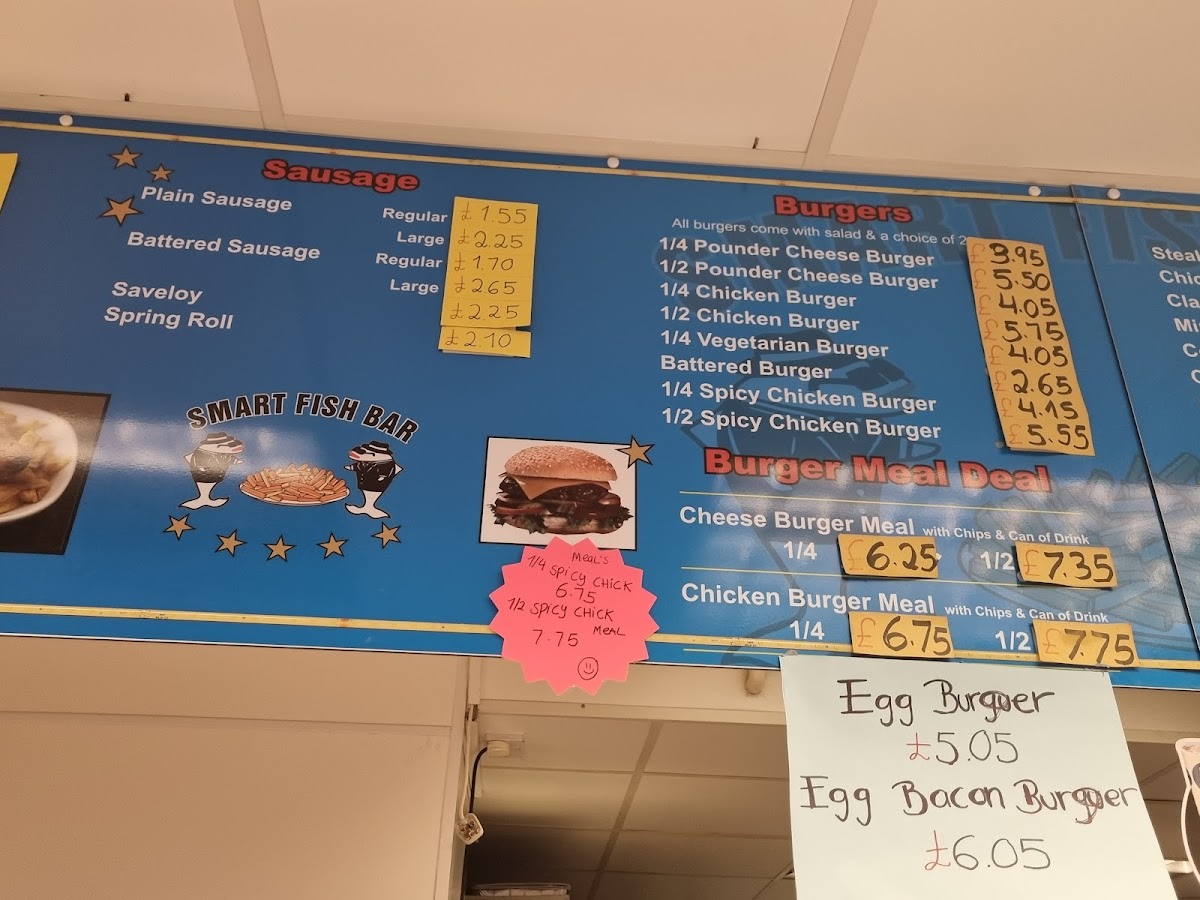 Sausage
Plain Sausage Regular £1.55
Large £2.25
Battered Sausage Regular £1.70
Large £2.65
Saveloy £2.25
Spring Roll £2.10
SMART FISH BAR
Burgers
All burgers come with salad & a choice of 2
1/4 Pounder Cheese Burger £3.95
1/2 Pounder Cheese Burger £5.50
1/4 Chicken Burger £4.05
1/2 Chicken Burger £5.75
1/4 Vegetarian Burger £4.05
Battered Burger £2.65
1/4 Spicy Chicken Burger £4.15
1/2 Spicy Chicken Burger £5.55
Burger Meal Deal
Cheese Burger Meal with Chips & Can of Drink
1/4 £6.25 1/2 £7.35
Chicken Burger Meal with Chips & Can of Drink
1/4 £6.75 1/2 £7.75
MEAL'S
1/4 SPICY CHICK
6.75
1/2 SPICY CHICK
MEAL
7.75
Egg Burguer
£5.05
Egg Bacon Burguer
£6.05
Steak